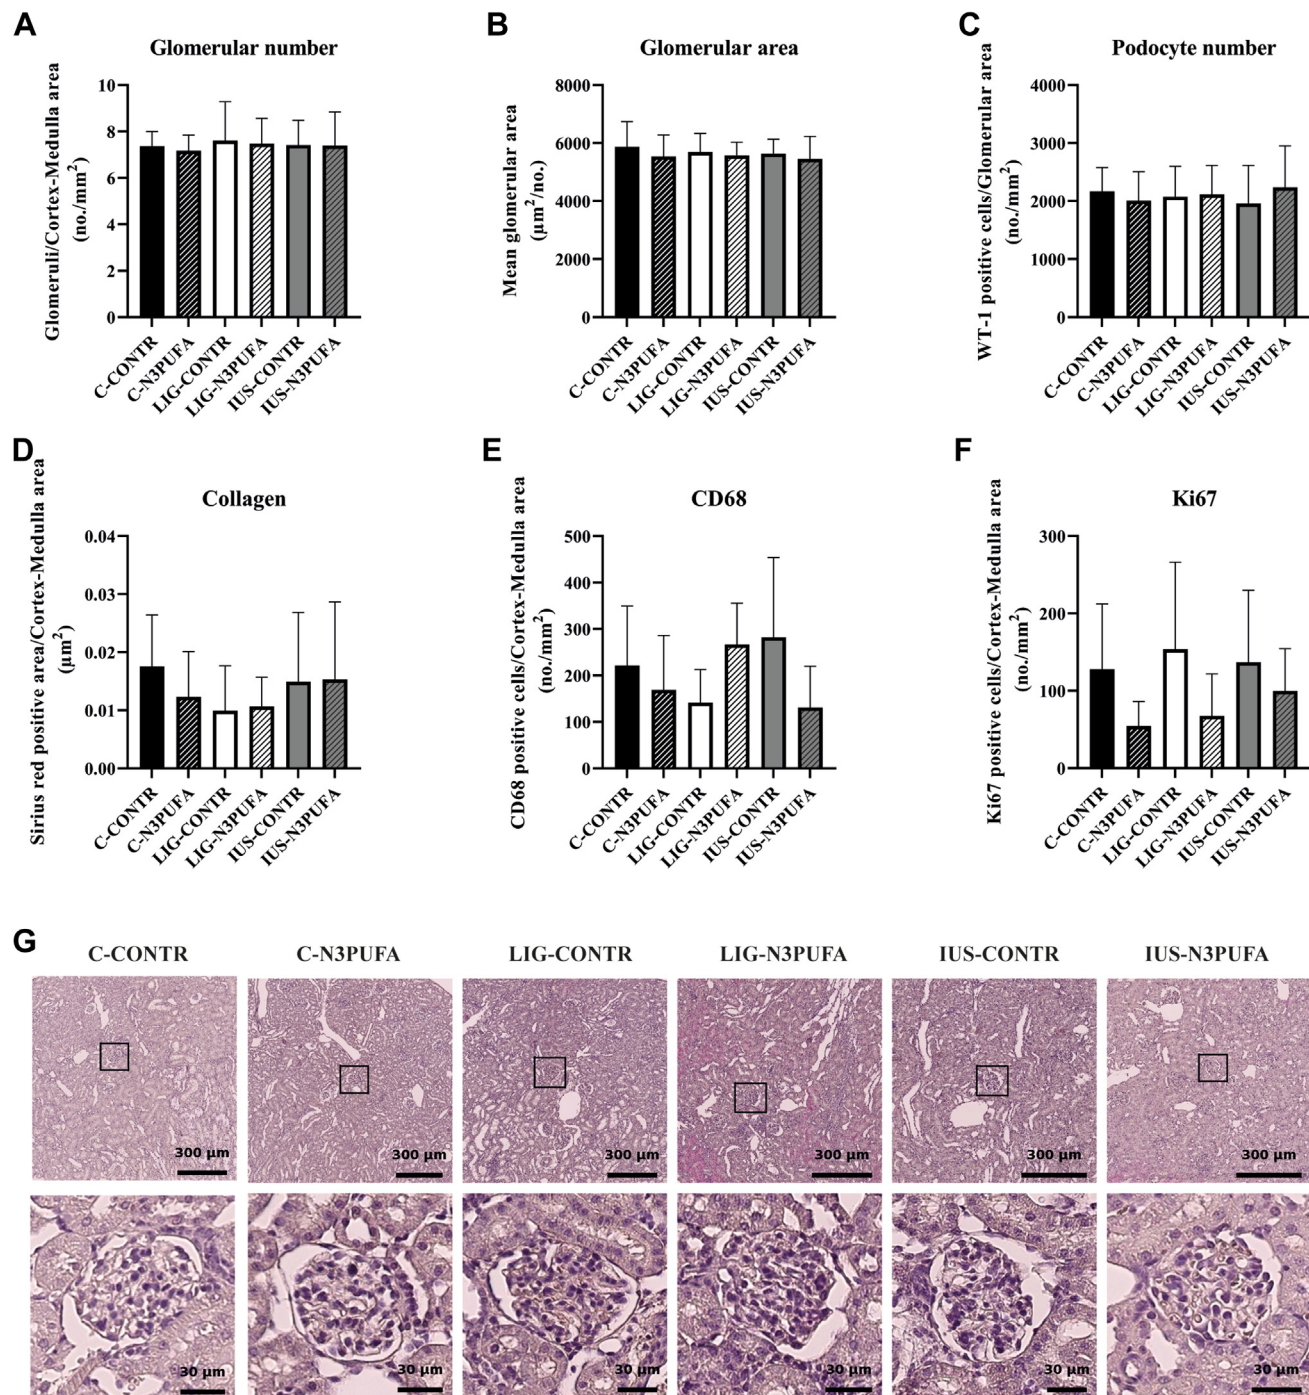 A
Glomerular number
Glomeruli/Cortex-Medulla area
(no./mm²)
10
8
6
4
2
0
C-CONTR
C-N3PUFA
LIG-CONTR
LIG-N3PUFA
IUS-CONTR
IUS-N3PUFA
B
Glomerular area
Mean glomerular area
(µm²/no.)
8000
6000
4000
2000
0
C-CONTR
C-N3PUFA
LIG-CONTR
LIG-N3PUFA
IUS-CONTR
IUS-N3PUFA
C
Podocyte number
WT-1 positive cells/Glomerular area
(no./mm²)
4000
3000
2000
1000
0
C-CONTR
C-N3PUFA
LIG-CONTR
LIG-N3PUFA
IUS-CONTR
IUS-N3PUFA
D
Collagen
Sirius red positive area/Cortex-Medulla area
(µm²)
0.04
0.03
0.02
0.01
0.00
C-CONTR
C-N3PUFA
LIG-CONTR
LIG-N3PUFA
IUS-CONTR
IUS-N3PUFA
E
CD68
CD68 positive cells/Cortex-Medulla area
(no./mm²)
500
400
300
200
100
0
C-CONTR
C-N3PUFA
LIG-CONTR
LIG-N3PUFA
IUS-CONTR
IUS-N3PUFA
F
Ki67
Ki67 positive cells/Cortex-Medulla area
(no./mm²)
300
200
100
0
C-CONTR
C-N3PUFA
LIG-CONTR
LIG-N3PUFA
IUS-CONTR
IUS-N3PUFA
G
C-CONTR C-N3PUFA LIG-CONTR LIG-N3PUFA IUS-CONTR IUS-N3PUFA
300 µm 300 µm 300 µm 300 µm 300 µm 300 µm
30 µm 30 µm 30 µm 30 µm 30 µm 30 µm